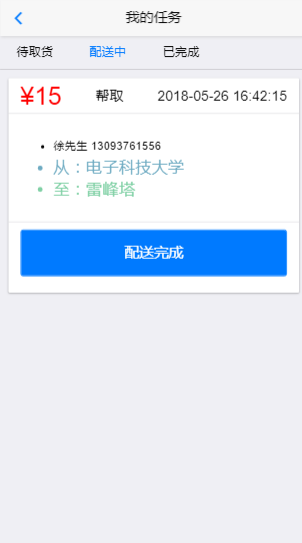 我的任务
待取货 配送中 已完成
¥15 帮取 2018-05-26 16:42:15
徐先生 13093761556
从：电子科技大学
至：雷峰塔
配送完成